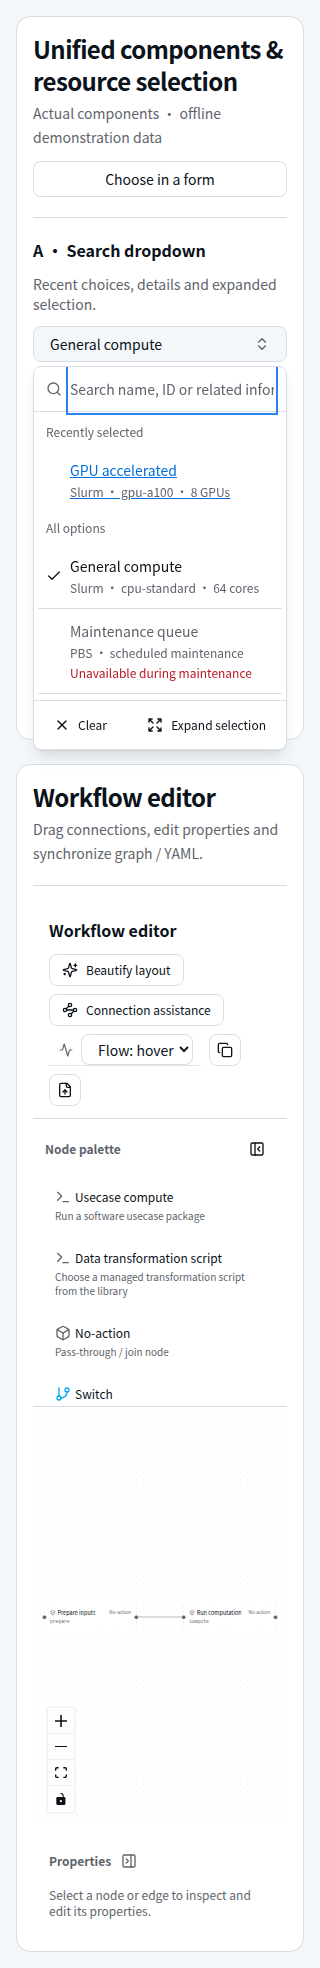 Unified components &
resource selection
Actual components • offline
demonstration data
Choose in a form
A • Search dropdown
Recent choices, details and expanded
selection.
General compute
Search name, ID or related infor
Recently selected
GPU accelerated
Slurm • gpu-a100 • 8 GPUs
All options
General compute
Slurm • cpu-standard • 64 cores
Maintenance queue
PBS • scheduled maintenance
Unavailable during maintenance
Clear
Expand selection
Workflow editor
Drag connections, edit properties and
synchronize graph / YAML.
Workflow editor
Beautify layout
Connection assistance
Flow: hover
Node palette
Usecase compute
Run a software usecase package
Data transformation script
Choose a managed transformation script
from the library
No-action
Pass-through / join node
Switch
Prepare inputs No-action
prepare
Run computation No-action
compute
Properties
Select a node or edge to inspect and
edit its properties.